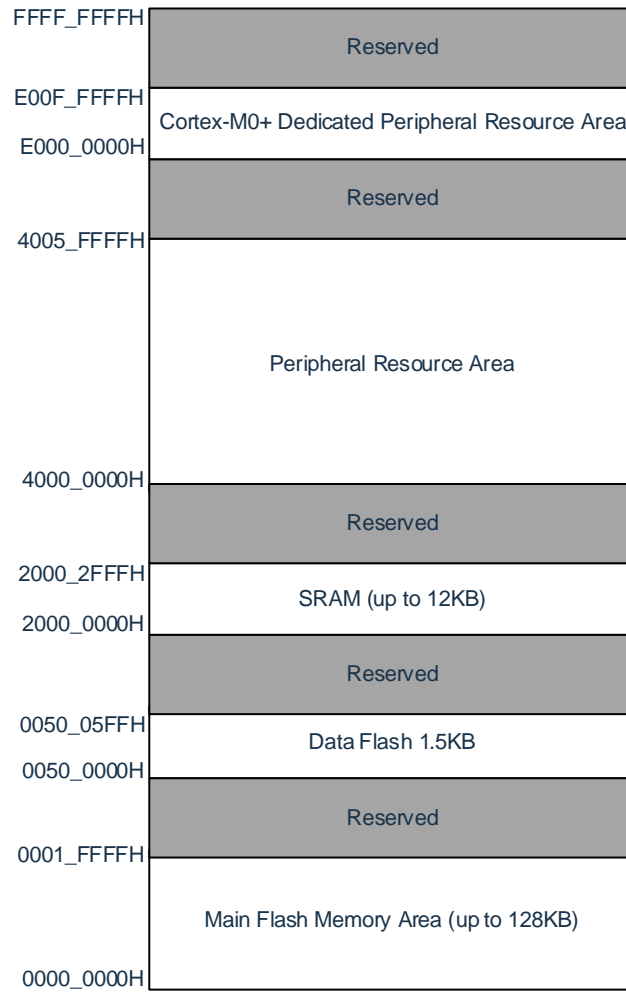 FFFF_FFFFH
Reserved
E00F_FFFFH
Cortex-M0+ Dedicated Peripheral Resource Area
E000_0000H
Reserved
4005_FFFFH
Peripheral Resource Area
4000_0000H
Reserved
2000_2FFFH
SRAM (up to 12KB)
2000_0000H
Reserved
0050_05FFH
Data Flash 1.5KB
0050_0000H
Reserved
0001_FFFFH
Main Flash Memory Area (up to 128KB)
0000_0000H